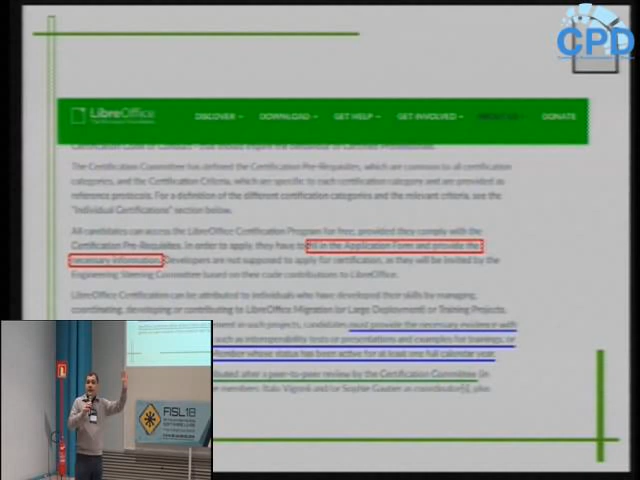 CPD
LibreOffice
DISCOVER
DOWNLOAD
GET HELP
GET INVOLVED
ABOUT US
DONATE
The Certification Committee has defined the Certification Pre-Requisites, which are common to all certification
categories, and the Certification Criteria, which are specific to each certification category and are provided as
reference protocols. For a definition of the different certification categories and the relevant criteria, see the
"Individual Certifications" section below.
All candidates can access the LibreOffice Certification Program for free, provided they comply with the
Certification Pre-Requisites. In order to apply, they have to fill in the Application Form and provide the
necessary information. Developers are not supposed to apply for certification, as they will be invited by the
Engineering Steering Committee based on their code contributions to LibreOffice.
LibreOffice Certification can be attributed to individuals who have developed their skills by managing,
coordinating, developing or contributing to LibreOffice Migration (or Large Deployment) or Training Projects.
in such projects, candidates must provide the necessary evidence with
such as interoperability tests or presentations and examples for trainings, or
whose status has been active for at least one full calendar year.
after a peer-to-peer review by the Certification Committee (in
members: Italo Vignoli and/or Sophie Gautier as coordinator[s], plus
FISL18